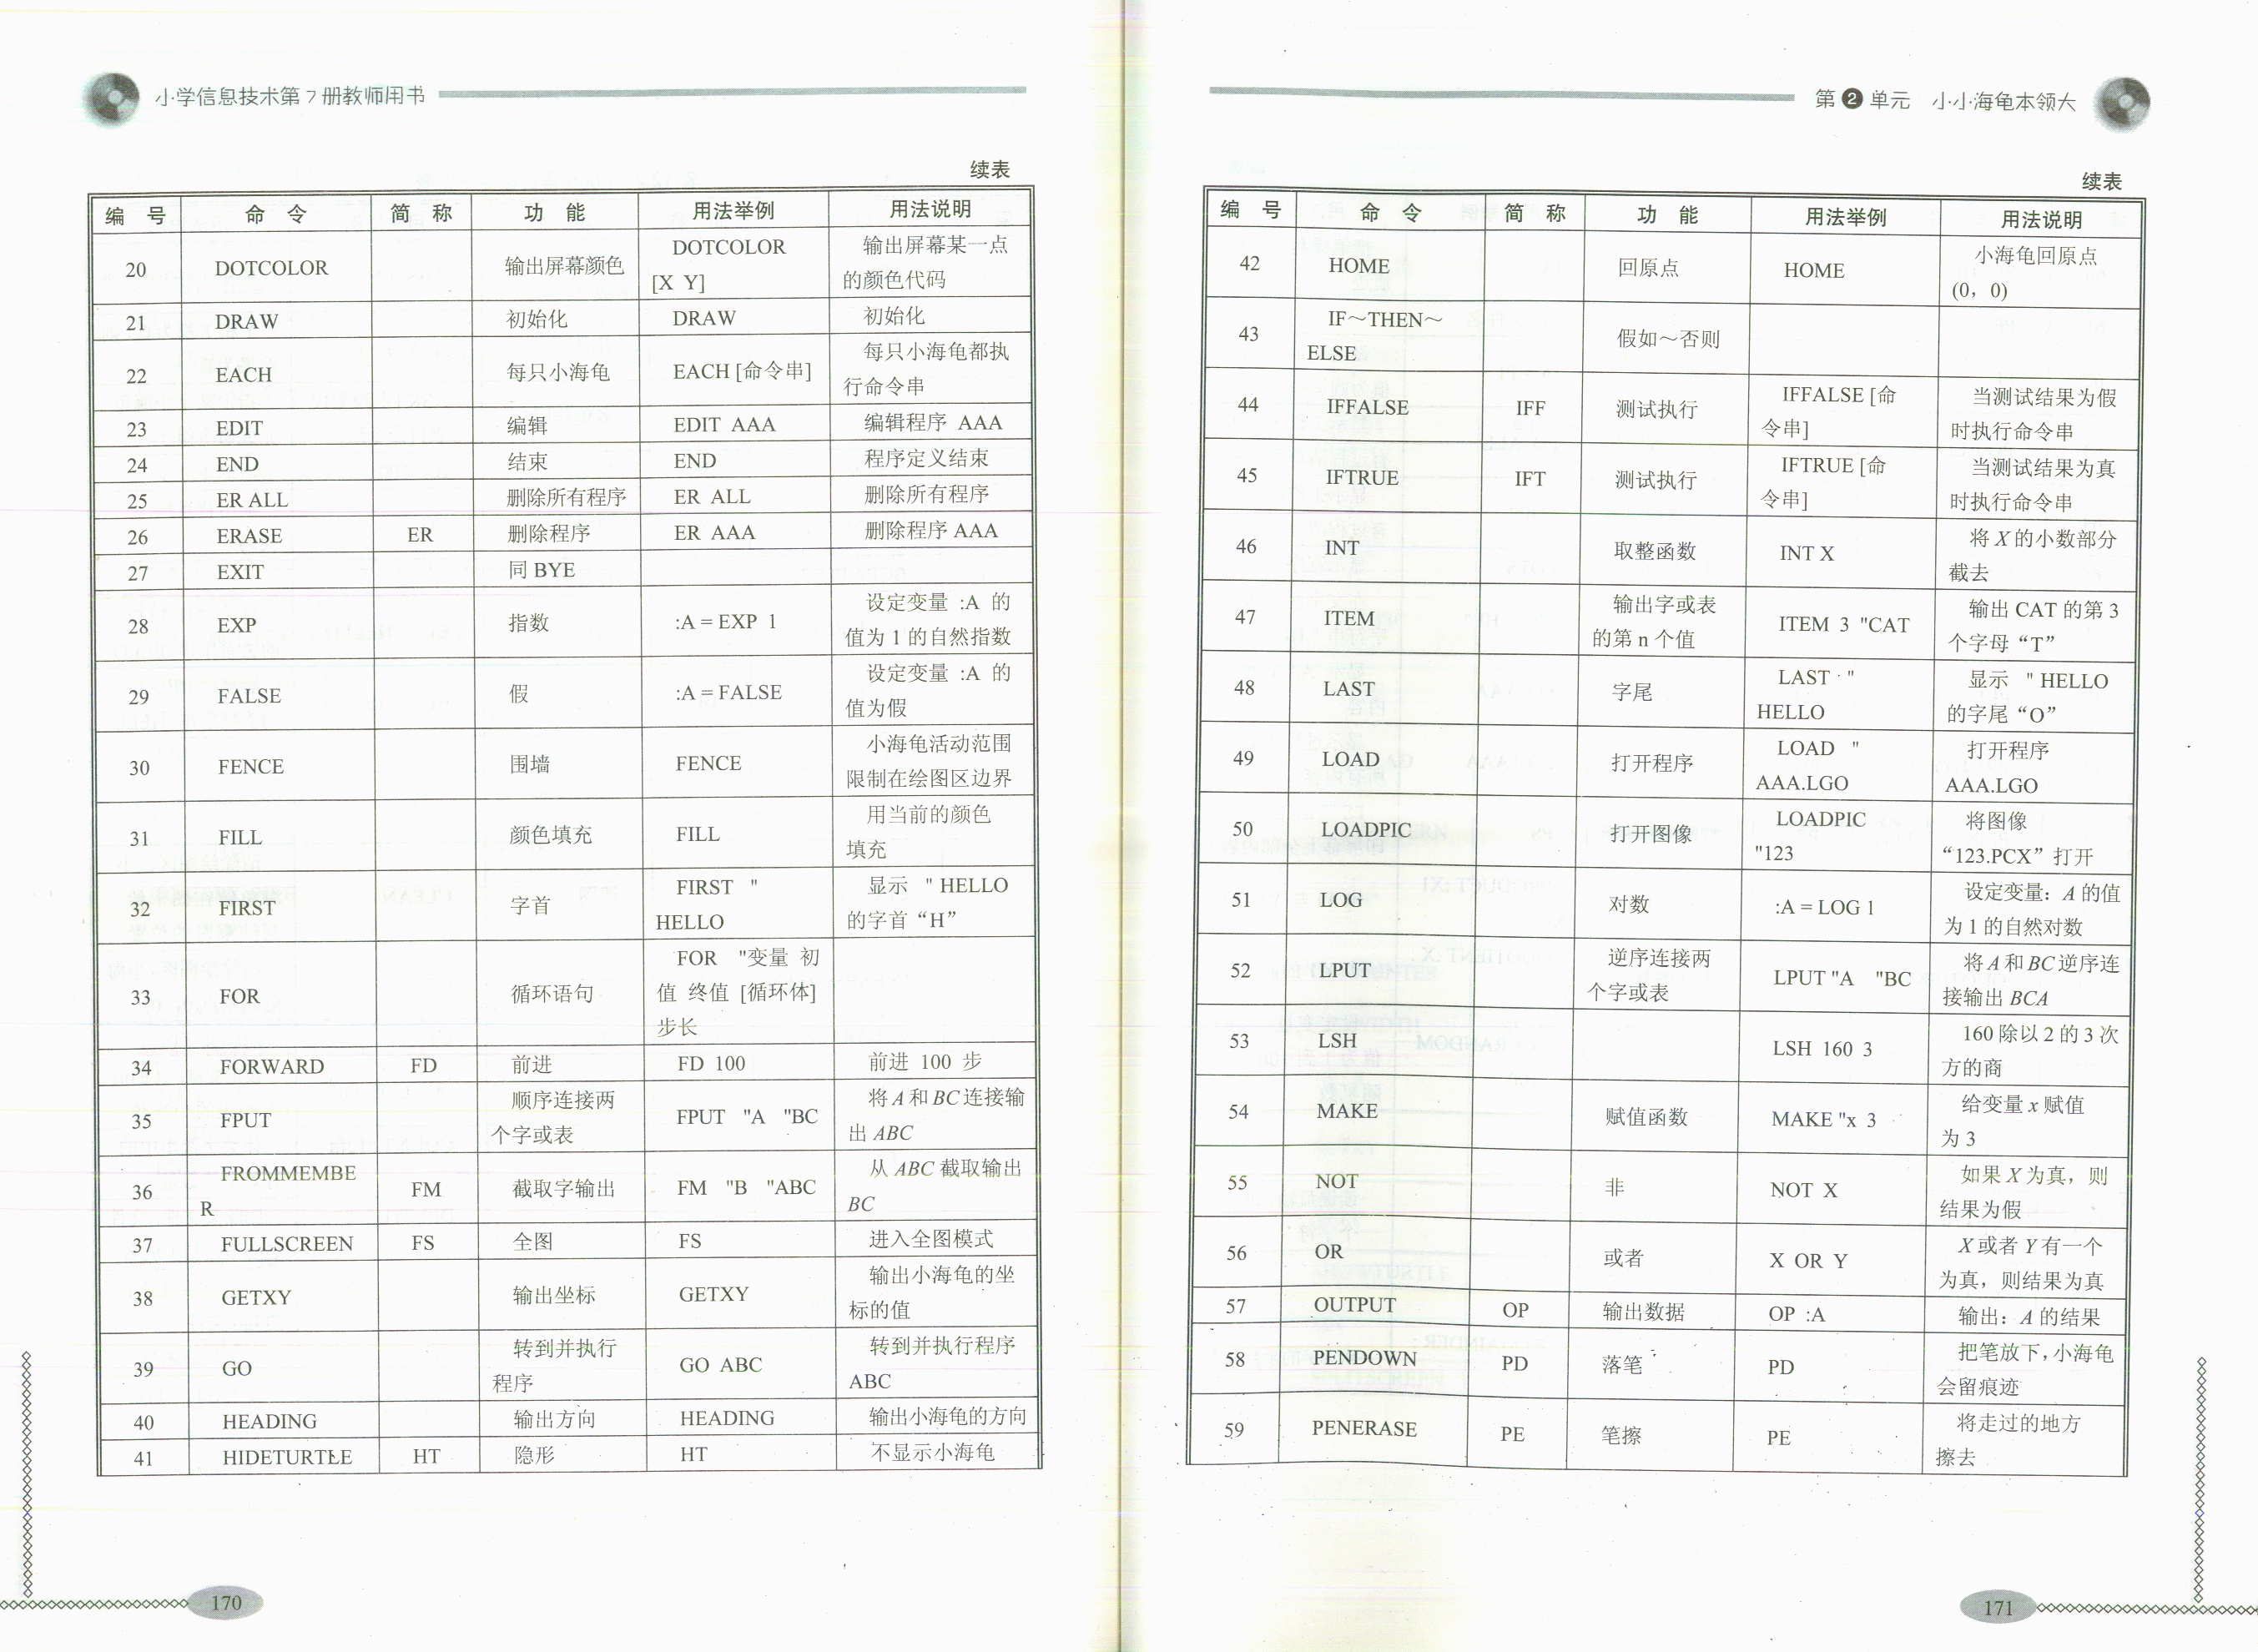 小学信息技术第7册教师用书
续表
编 号 命 令 简 称 功 能 用法举例 用法说明
20 DOTCOLOR 输出屏幕颜色 DOTCOLOR [X Y] 输出屏幕某一点的颜色代码
21 DRAW 初始化 DRAW 初始化
22 EACH 每只小海龟 EACH [命令串] 每只小海龟都执行命令串
23 EDIT 编辑 EDIT AAA 编辑程序 AAA
24 END 结束 END 程序定义结束
25 ER ALL 删除所有程序 ER ALL 删除所有程序
26 ERASE ER 删除程序 ER AAA 删除程序 AAA
27 EXIT 同 BYE
28 EXP 指数 :A = EXP 1 设定变量 :A 的值为 1 的自然指数
29 FALSE 假 :A = FALSE 设定变量 :A 的值为假
30 FENCE 围墙 FENCE 小海龟活动范围限制在绘图区边界
31 FILL 颜色填充 FILL 用当前的颜色填充
32 FIRST 字首 FIRST " HELLO 显示 " HELLO 的字首“H”
33 FOR 循环语句 FOR "变量 初值 终值 [循环体] 步长
34 FORWARD FD 前进 FD 100 前进 100 步
35 FPUT 顺序连接两个字或表 FPUT "A "BC 将 A 和 BC 连接输出 ABC
36 FROMMEMBER FM 截取字输出 FM "B "ABC 从 ABC 截取输出 BC
37 FULLSCREEN FS 全图 FS 进入全图模式
38 GETXY 输出坐标 GETXY 输出小海龟的坐标的值
39 GO 转到并执行程序 GO ABC 转到并执行程序 ABC
40 HEADING 输出方向 HEADING 输出小海龟的方向
41 HIDETURTLE HT 隐形 HT 不显示小海龟
170
第2单元 小小海龟本领大
续表
编 号 命 令 简 称 功 能 用法举例 用法说明
42 HOME 回原点 HOME 小海龟回原点 (0，0)
43 IF～THEN～ELSE 假如～否则
44 IFFALSE IFF 测试执行 IFFALSE [命令串] 当测试结果为假时执行命令串
45 IFTRUE IFT 测试执行 IFTRUE [命令串] 当测试结果为真时执行命令串
46 INT 取整函数 INT X 将 X 的小数部分截去
47 ITEM 输出字或表的第 n 个值 ITEM 3 "CAT 输出 CAT 的第 3 个字母“T”
48 LAST 字尾 LAST " HELLO 显示 " HELLO 的字尾“O”
49 LOAD 打开程序 LOAD " AAA.LGO 打开程序 AAA.LGO
50 LOADPIC 打开图像 LOADPIC "123 将图像“123.PCX”打开
51 LOG 对数 :A = LOG 1 设定变量：A 的值为 1 的自然对数
52 LPUT 逆序连接两个字或表 LPUT "A "BC 将 A 和 BC 逆序连接输出 BCA
53 LSH LSH 160 3 160 除以 2 的 3 次方的商
54 MAKE 赋值函数 MAKE "x 3 给变量 x 赋值为 3
55 NOT 非 NOT X 如果 X 为真，则结果为假
56 OR 或者 X OR Y X 或者 Y 有一个为真，则结果为真
57 OUTPUT OP 输出数据 OP :A 输出：A 的结果
58 PENDOWN PD 落笔 PD 把笔放下，小海龟会留痕迹
59 PENERASE PE 笔擦 PE 将走过的地方擦去
171